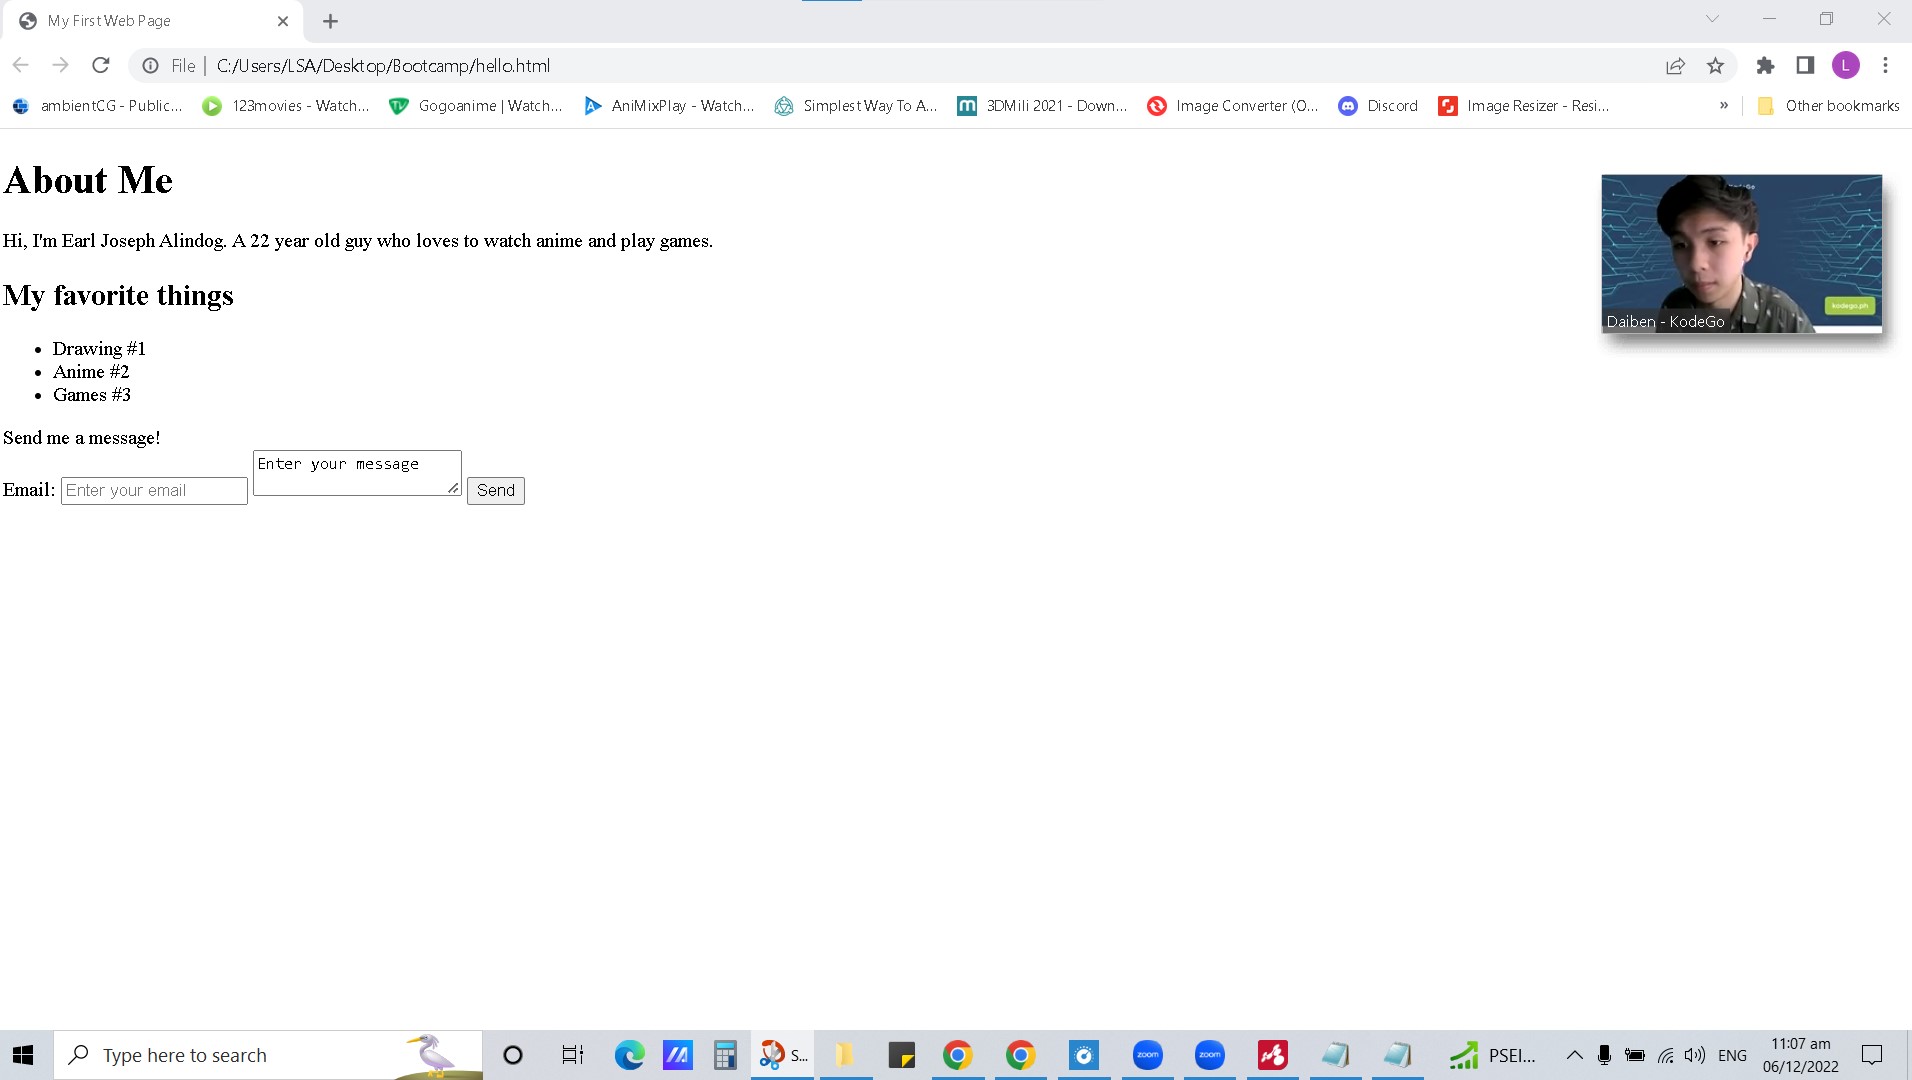 My First Web Page
File | C:/Users/LSA/Desktop/Bootcamp/hello.html
L
ambientCG - Public... 123movies - Watch... Gogoanime | Watch... AniMixPlay - Watch... Simplest Way To A... 3DMili 2021 - Down... Image Converter (O... Discord Image Resizer - Resi... » Other bookmarks
About Me
Hi, I'm Earl Joseph Alindog. A 22 year old guy who loves to watch anime and play games.
My favorite things
• Drawing #1
• Anime #2
• Games #3
Send me a message!
Enter your message
Email: Enter your email Send
kodego.ph
Daiben - KodeGo
Type here to search
S...
zoom
zoom
PSEI...
ENG
11:07 am
06/12/2022